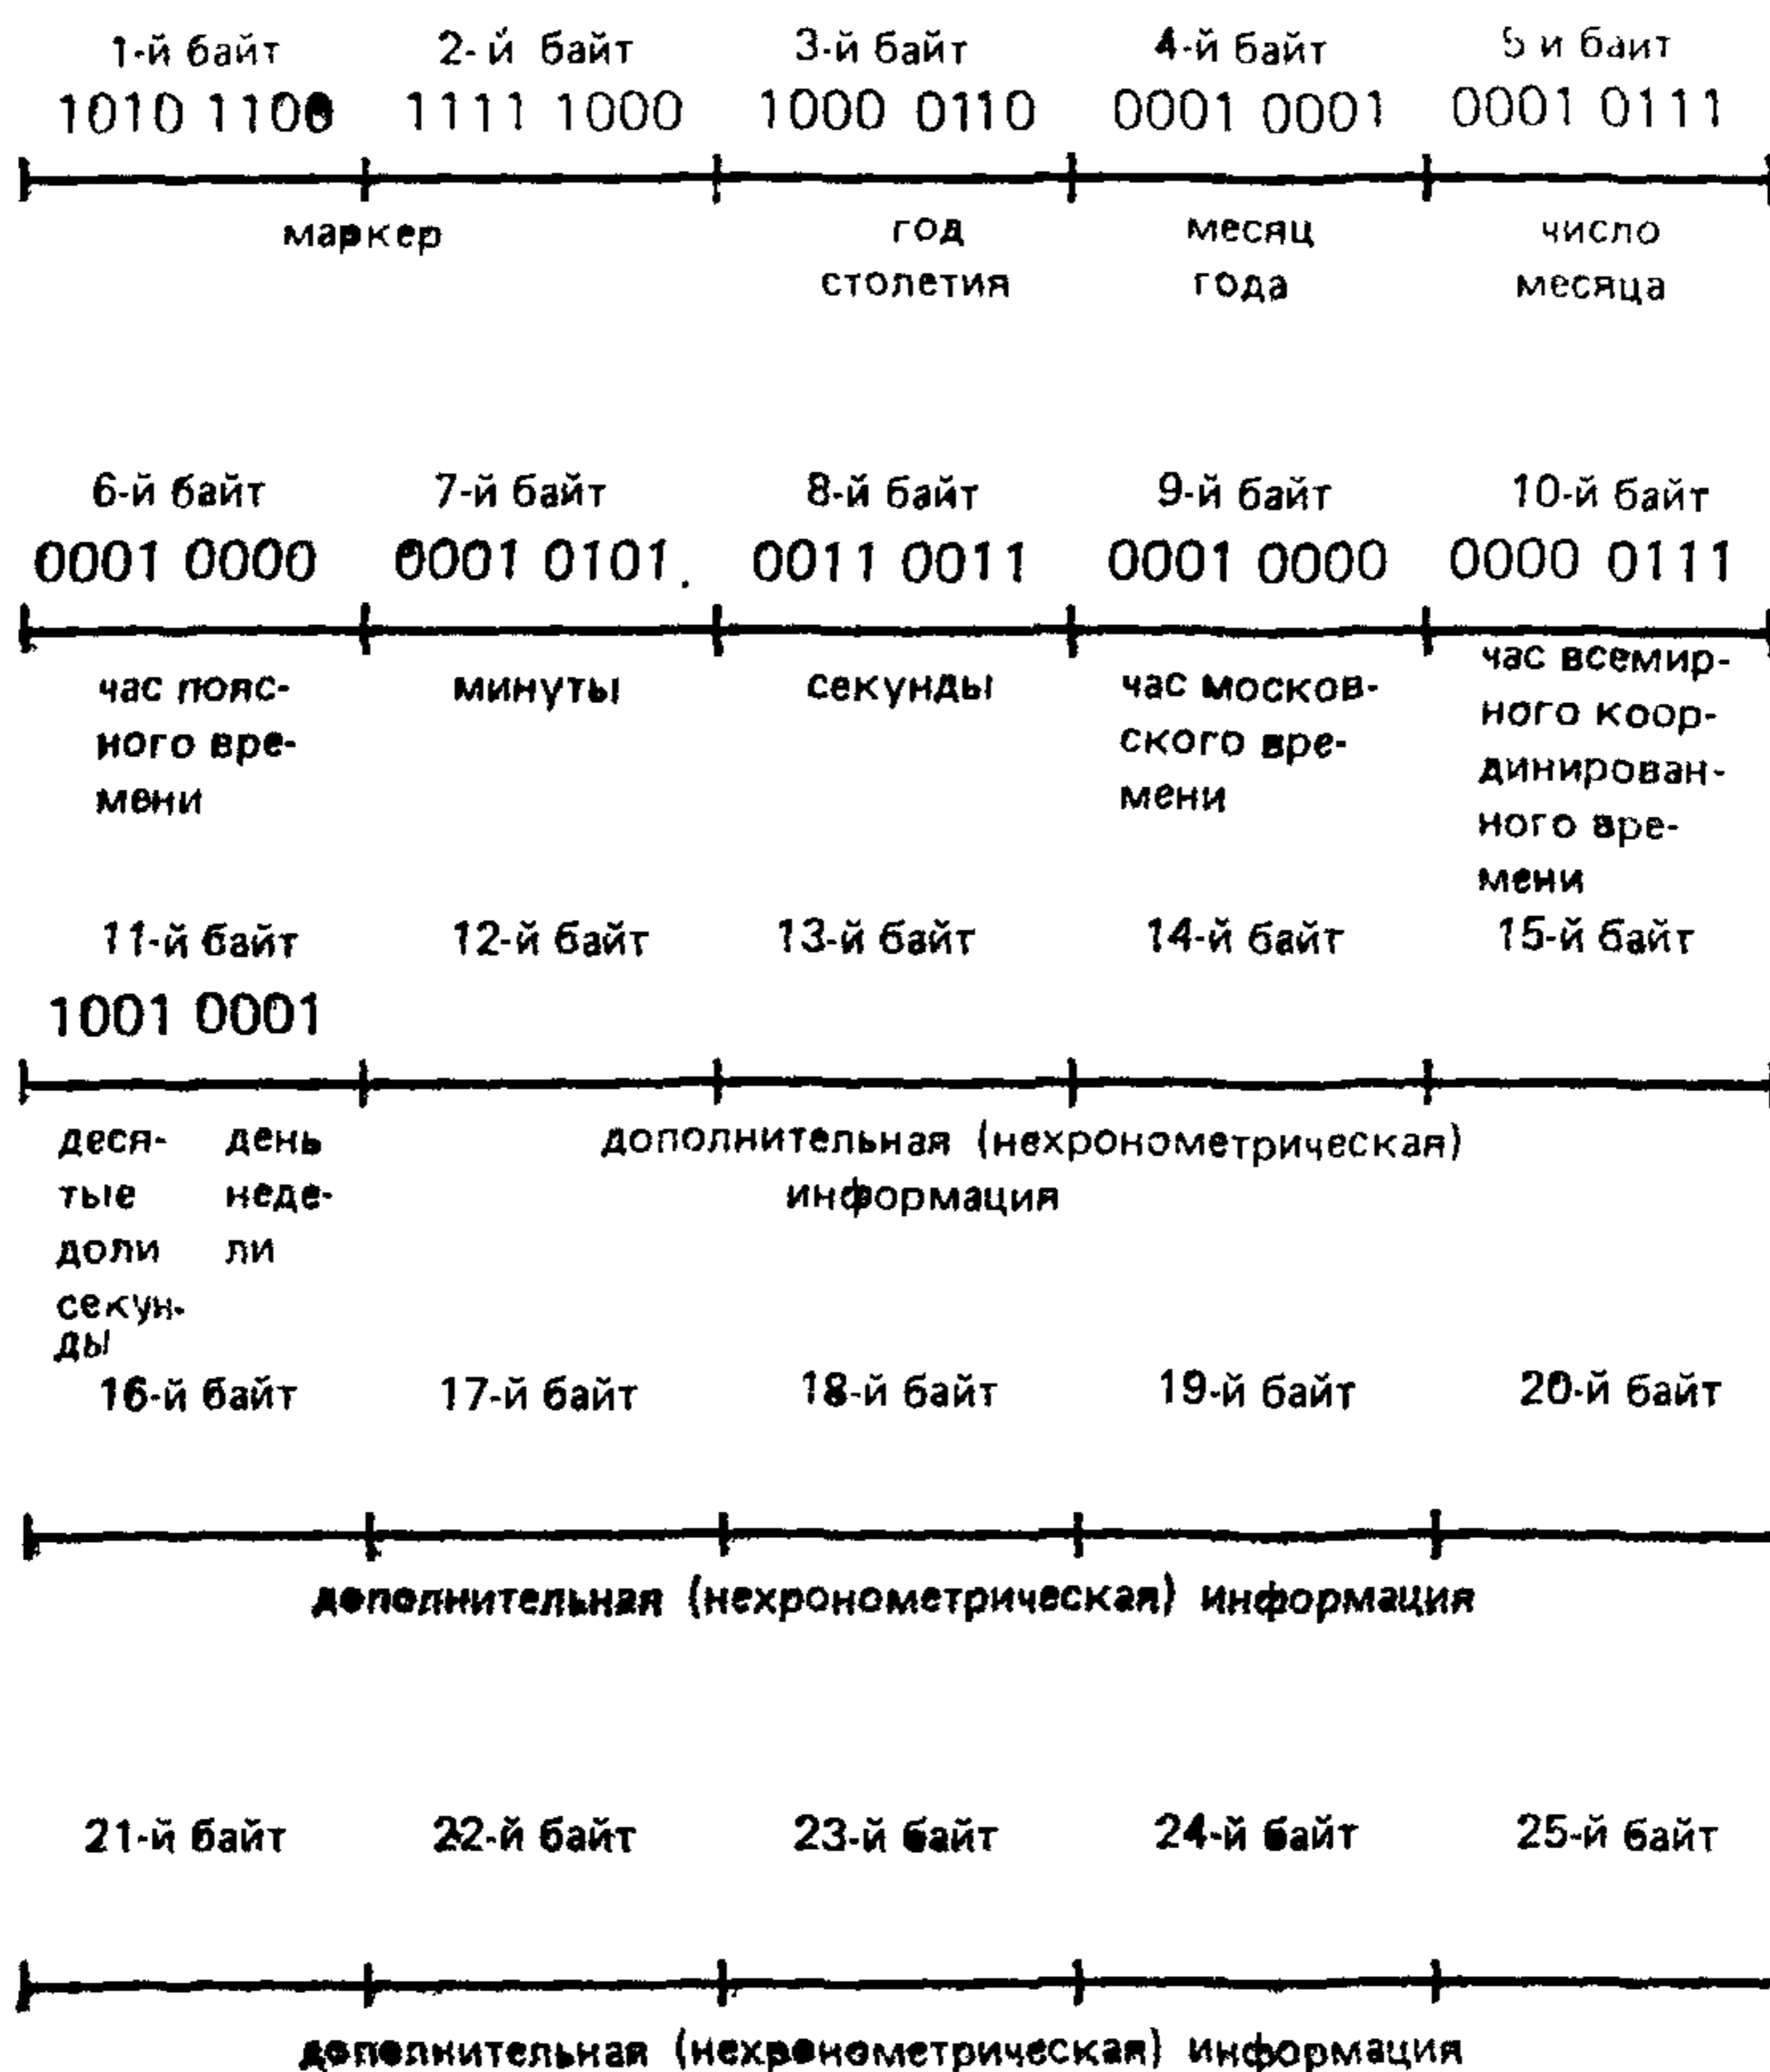 1-й байт 2-й байт 3-й байт 4-й байт 5 и байт
1010 1100 1111 1000 1000 0110 0001 0001 0001 0111
маркер год месяц число
столетия года месяца
6-й байт 7-й байт 8-й байт 9-й байт 10-й байт
0001 0000 0001 0101. 0011 0011 0001 0000 0000 0111
час пояс-
ного вре-
мени
минуты
секунды
час москов-
ского вре-
мени
час всемир-
ного коор-
динирован-
ного вре-
мени
11-й байт 12-й байт 13-й байт 14-й байт 15-й байт
1001 0001
деся-
тые
доли
секун-
ды
день
неде-
ли
дополнительная (нехронометрическая)
информация
16-й байт 17-й байт 18-й байт 19-й байт 20-й байт
дополнительная (нехронометрическая) информация
21-й байт 22-й байт 23-й байт 24-й байт 25-й байт
дополнительная (нехронометрическая) информация